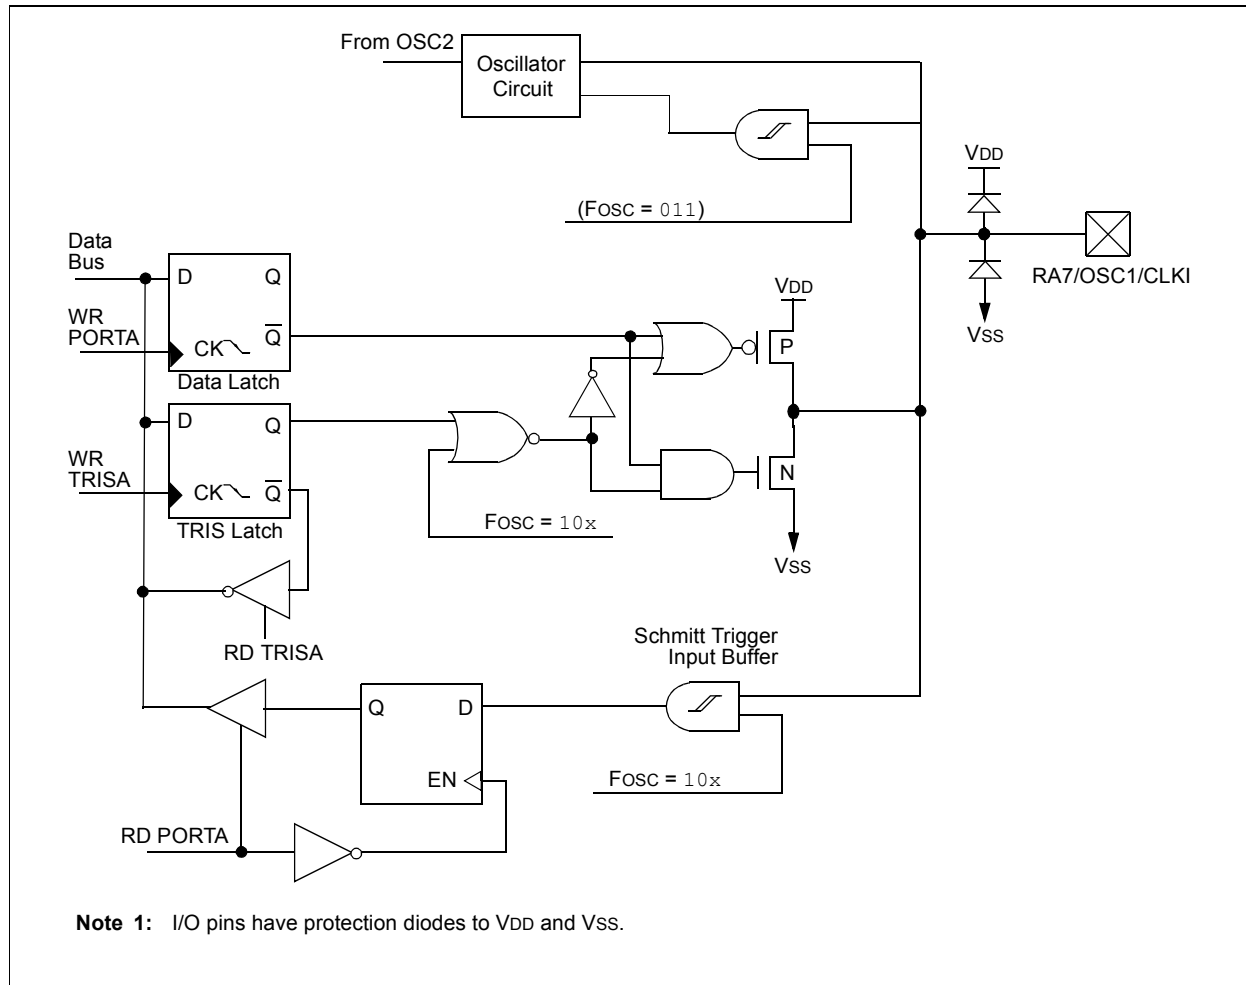 From OSC2
Oscillator
Circuit
VDD
(FOSC = 011)
RA7/OSC1/CLKI
VSS
Data
Bus
D Q
WR
PORTA
CK Q
Data Latch
VDD
P
D Q
WR
TRISA
CK Q
TRIS Latch
N
FOSC = 10x
VSS
RD TRISA
Schmitt Trigger
Input Buffer
Q D
EN
FOSC = 10x
RD PORTA
Note 1: I/O pins have protection diodes to VDD and VSS.